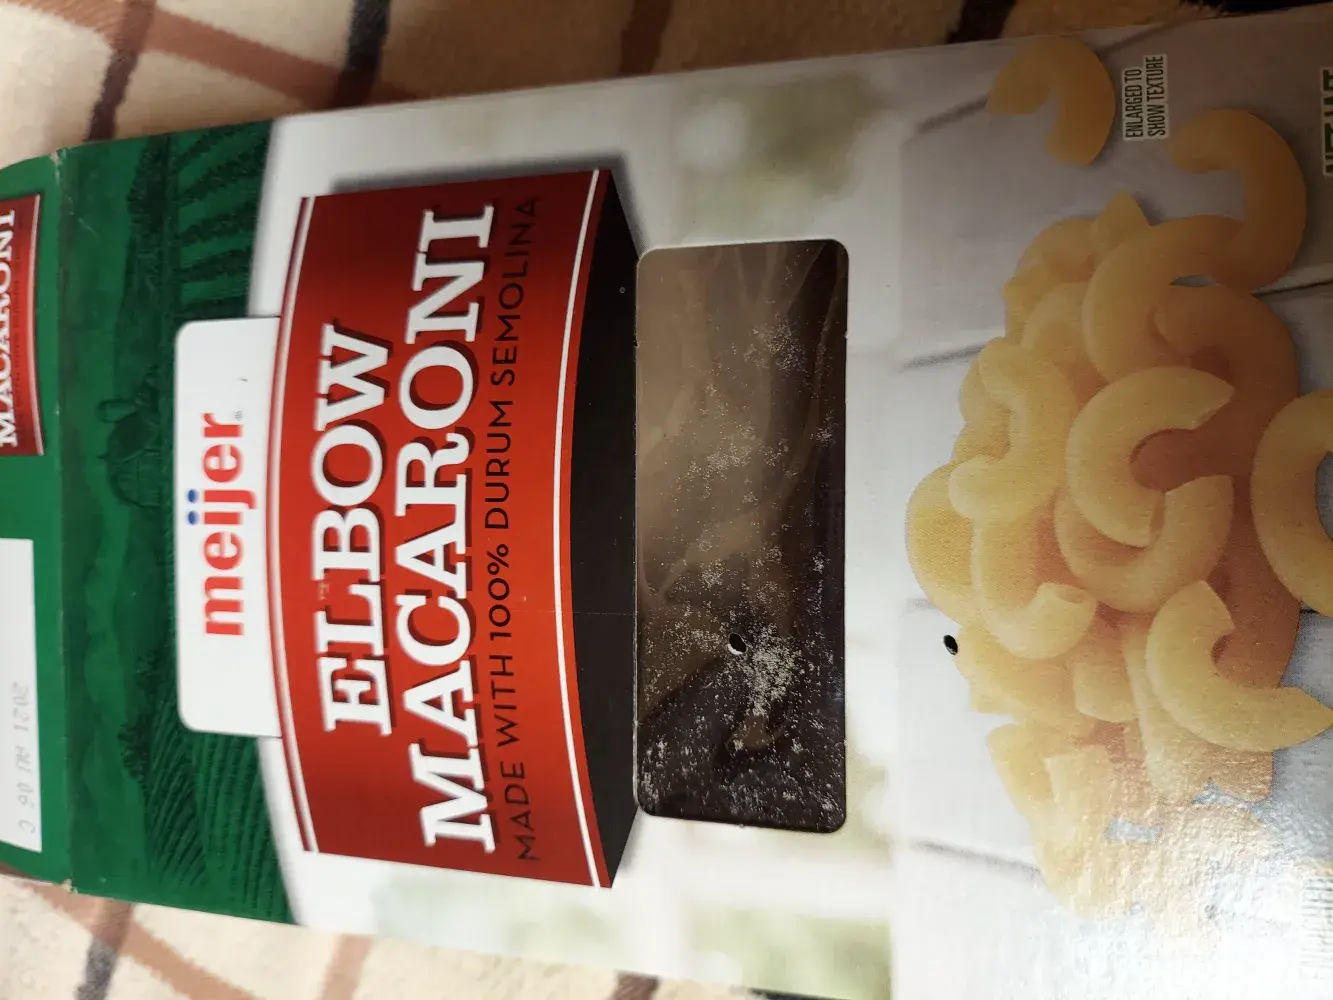 MACARONI
meijer
ELBOW
MACARONI
MADE WITH 100% DURUM SEMOLINA
ENLARGED TO
SHOW TEXTURE